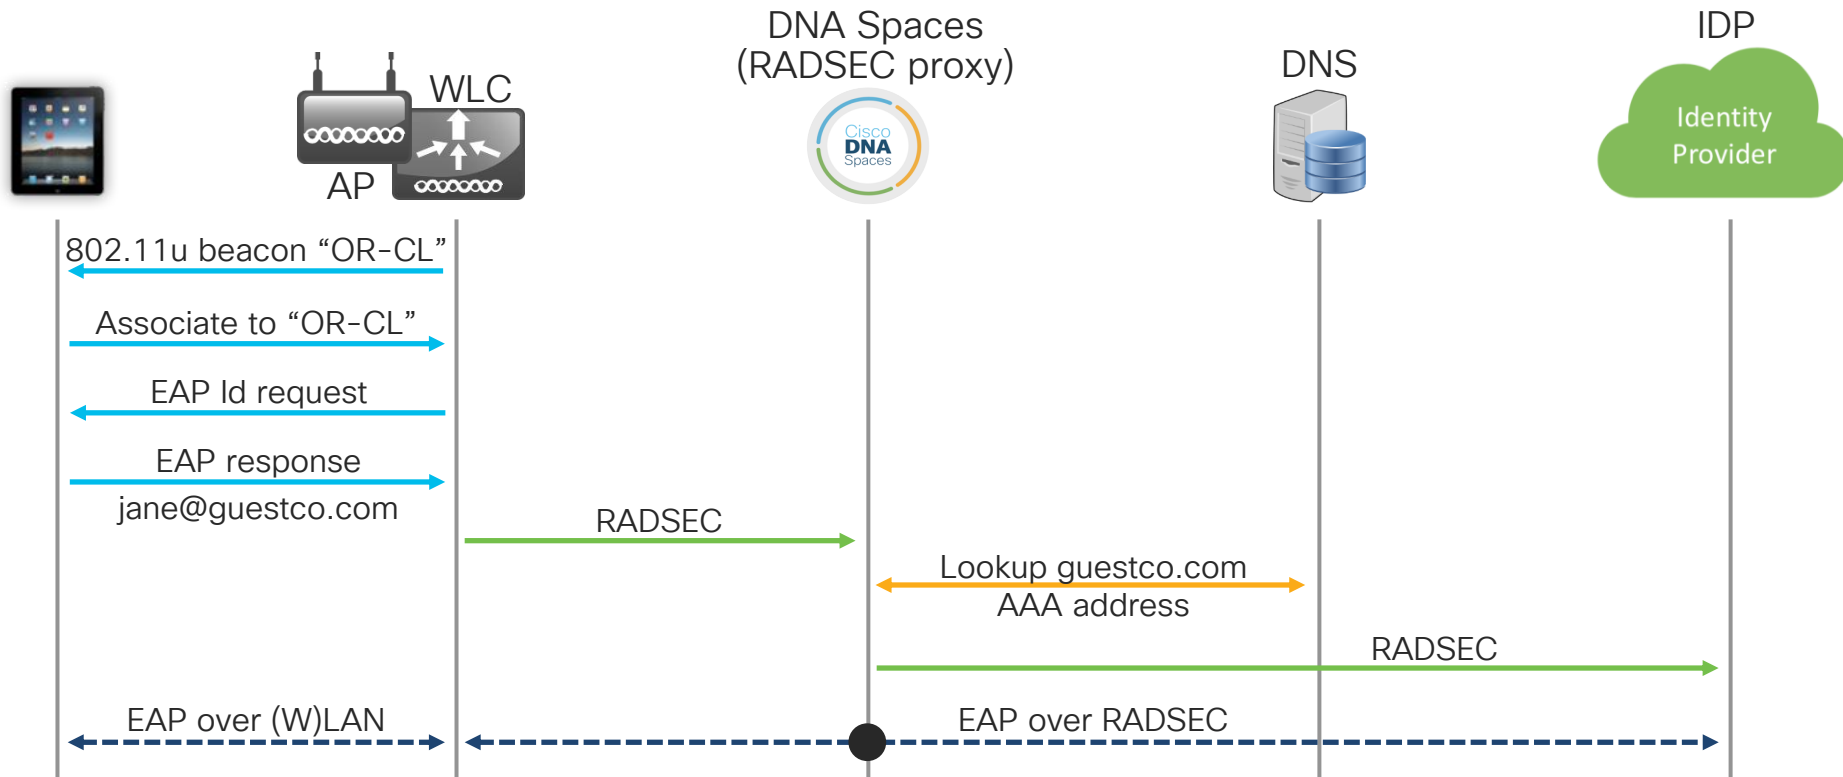 DNA Spaces
(RADSEC proxy)
IDP
WLC
DNS
AP
Cisco
DNA
Spaces
Identity
Provider
802.11u beacon “OR-CL”
Associate to “OR-CL”
EAP Id request
EAP response
jane@guestco.com
RADSEC
Lookup guestco.com
AAA address
RADSEC
EAP over (W)LAN
EAP over RADSEC